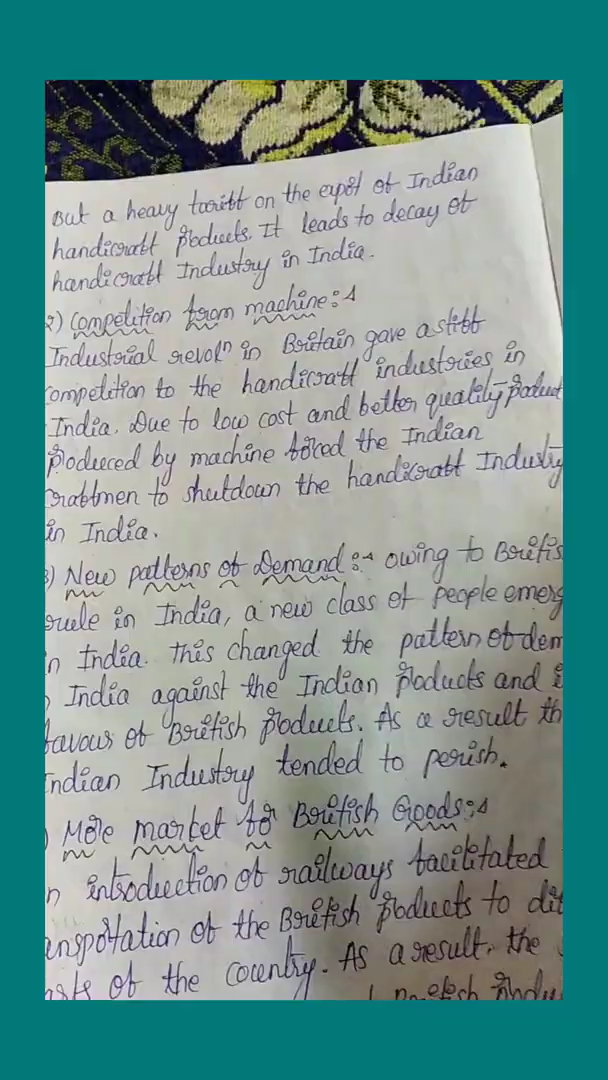 But a heavy tariff on the expot of Indian
handicraft products. It leads to decay of
handicraft Industry in India.
2) Competition from machine:-
Industrial revolⁿ in Britain gave a stiff
competition to the handicraft industries in
India. Due to low cost and better quality product
produced by machine forced the Indian
craftmen to shutdown the handicraft Industry
in India.
3) New patterns of Demand:- owing to Britis
rule in India, a new class of people emerg
in India. This changed the pattern of dem
India against the Indian products and i
favour of British products. As a result th
Indian Industry tended to perish.
) More market for British Goods:-
n introduction of railways facilitated
ansportation of the British products to dif
arts of the country. As a result, the